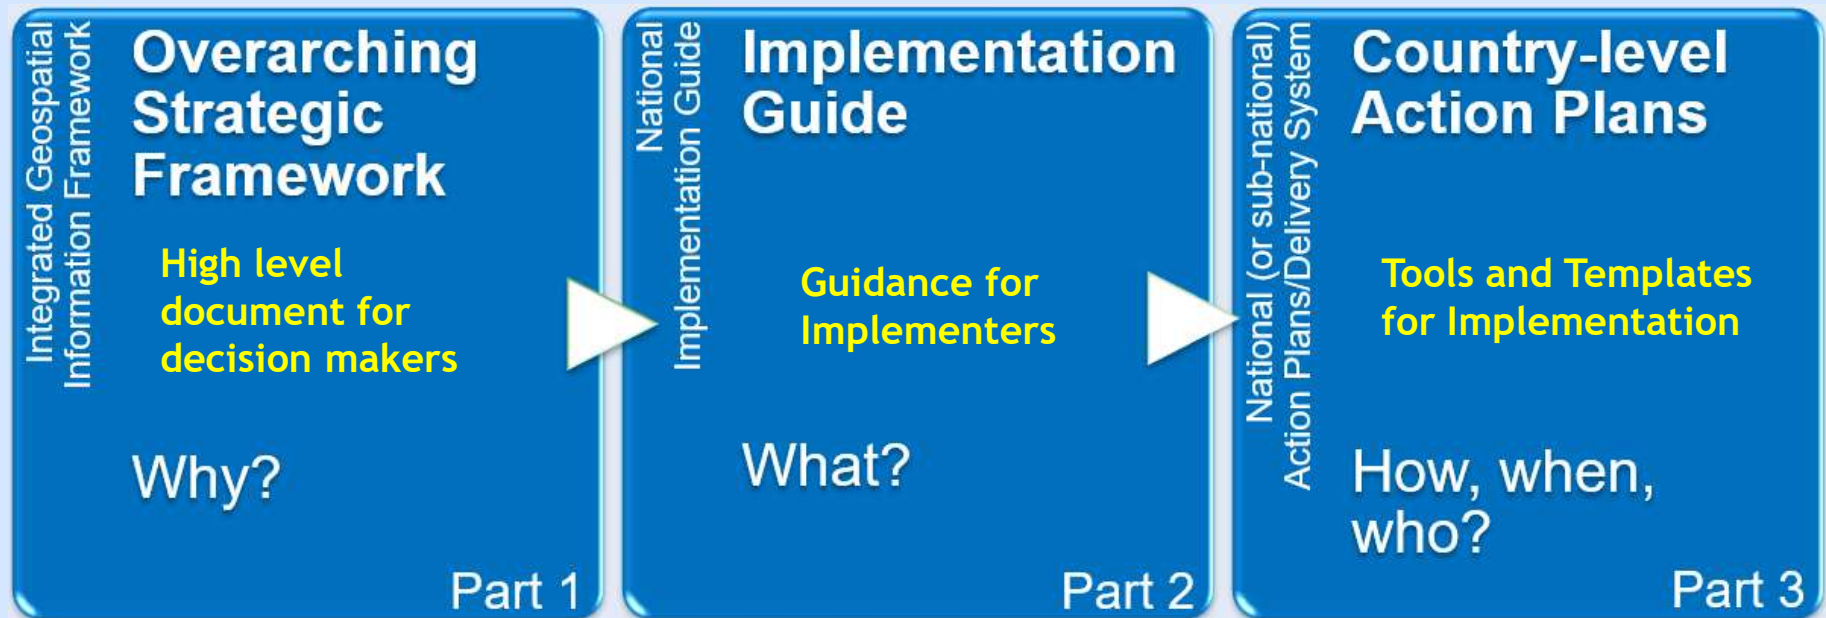 Integrated Geospatial
Information Framework
Overarching
Strategic
Framework
High level
document for
decision makers
Why?
Part 1
National
Implementation Guide
Implementation
Guide
Guidance for
Implementers
What?
Part 2
National (or sub-national)
Action Plans/Delivery System
Country-level
Action Plans
Tools and Templates
for Implementation
How, when,
who?
Part 3